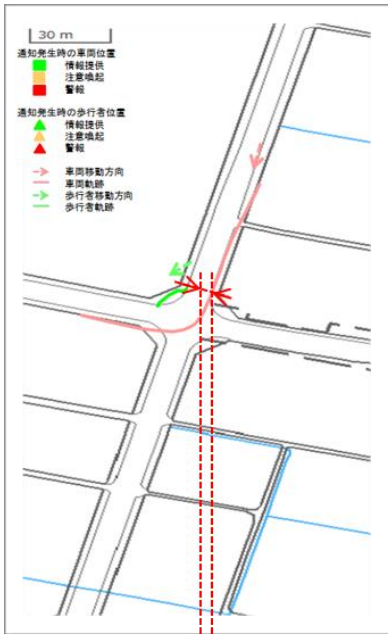 30 m
通知発生時の車両位置
情報提供
注意喚起
警報
通知発生時の歩行者位置
情報提供
注意喚起
警報
車両移動方向
車両軌跡
歩行者移動方向
歩行者軌跡